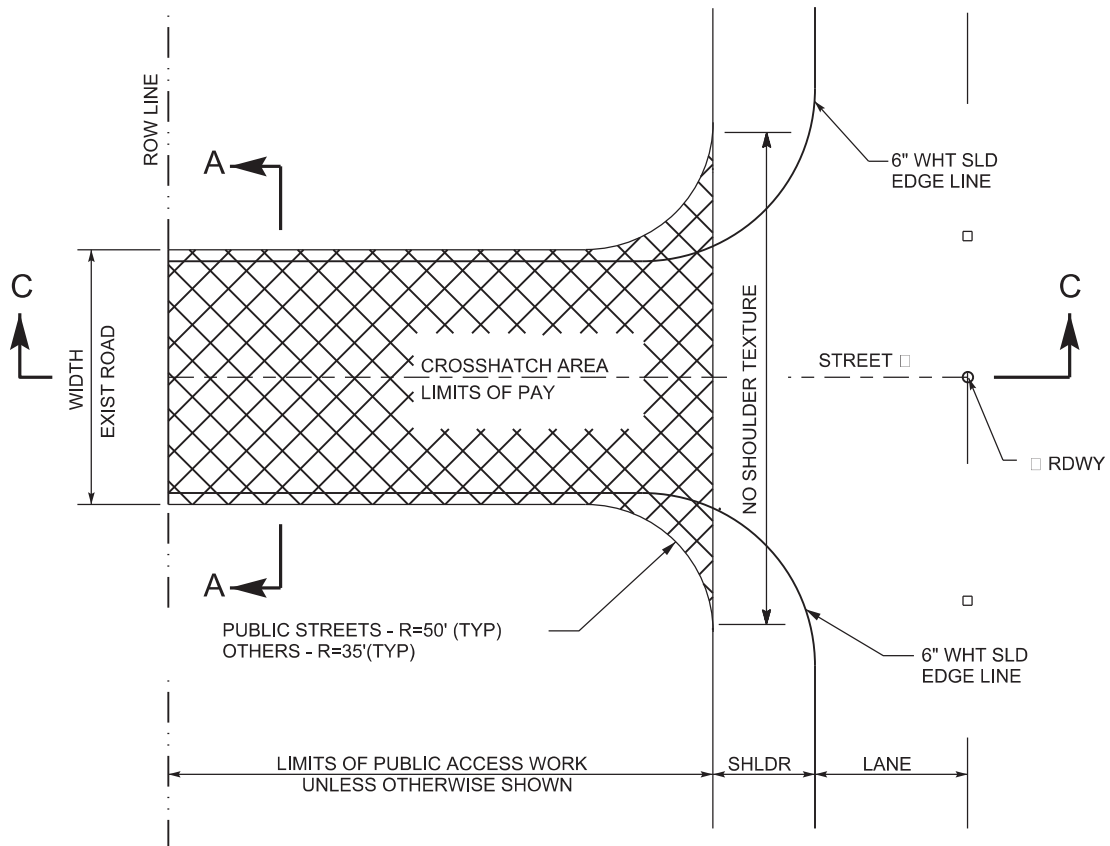 ROW LINE
A
6" WHT SLD
EDGE LINE
C
C
WIDTH
EXIST ROAD
CROSSHATCH AREA
LIMITS OF PAY
NO SHOULDER TEXTURE
STREET □
□ RDWY
A
PUBLIC STREETS - R=50' (TYP)
OTHERS - R=35'(TYP)
6" WHT SLD
EDGE LINE
LIMITS OF PUBLIC ACCESS WORK
UNLESS OTHERWISE SHOWN
SHLDR
LANE